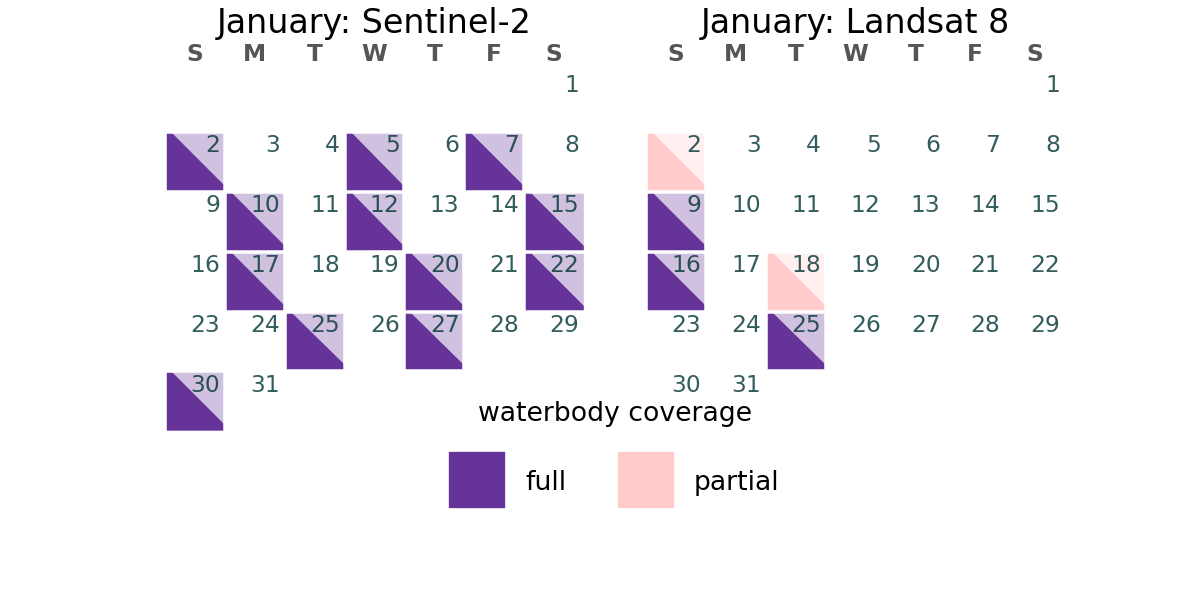 January: Sentinel-2
S M T W T F S
1
2 3 4 5 6 7 8
9 10 11 12 13 14 15
16 17 18 19 20 21 22
23 24 25 26 27 28 29
30 31
January: Landsat 8
S M T W T F S
1
2 3 4 5 6 7 8
9 10 11 12 13 14 15
16 17 18 19 20 21 22
23 24 25 26 27 28 29
30 31
waterbody coverage
full
partial